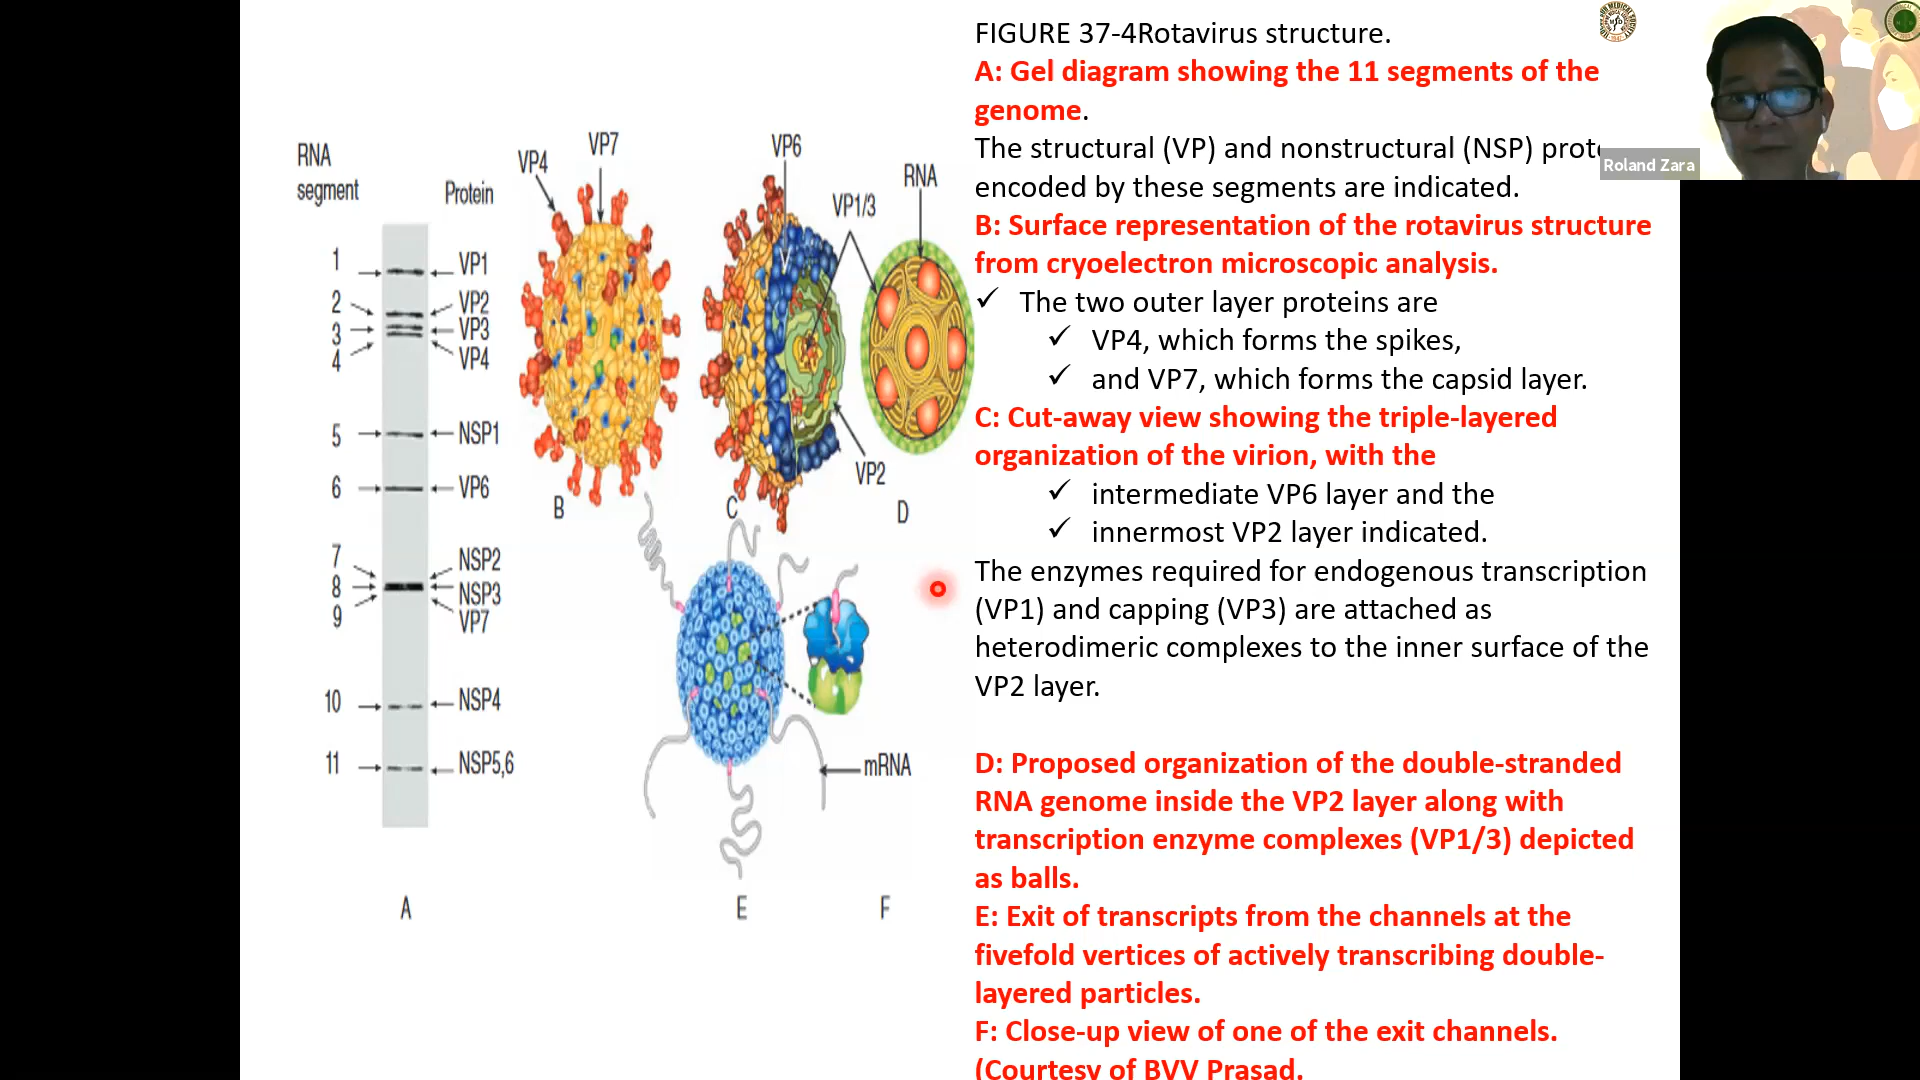 FIGURE 37-4Rotavirus structure.
A: Gel diagram showing the 11 segments of the
genome.
The structural (VP) and nonstructural (NSP)
encoded by these segments are indicated.
B: Surface representation of the rotavirus structure
from cryoelectron microscopic analysis.
✓ The two outer layer proteins are
✓ VP4, which forms the spikes,
✓ and VP7, which forms the capsid layer.
C: Cut-away view showing the triple-layered
organization of the virion, with the
✓ intermediate VP6 layer and the
✓ innermost VP2 layer indicated.
The enzymes required for endogenous transcription
(VP1) and capping (VP3) are attached as
heterodimeric complexes to the inner surface of the
VP2 layer.
D: Proposed organization of the double-stranded
RNA genome inside the VP2 layer along with
transcription enzyme complexes (VP1/3) depicted
as balls.
E: Exit of transcripts from the channels at the
fivefold vertices of actively transcribing double-
layered particles.
F: Close-up view of one of the exit channels.
(Courtesy of BVV Prasad.
Roland Zara
RNA
segment
Protein
1
VP1
2
VP2
3
VP3
4
VP4
5
NSP1
6
VP6
7
NSP2
8
NSP3
9
VP7
10
NSP4
11
NSP5,6
A
VP4
VP7
B
VP6
VP1/3
RNA
VP2
C
D
mRNA
E
F